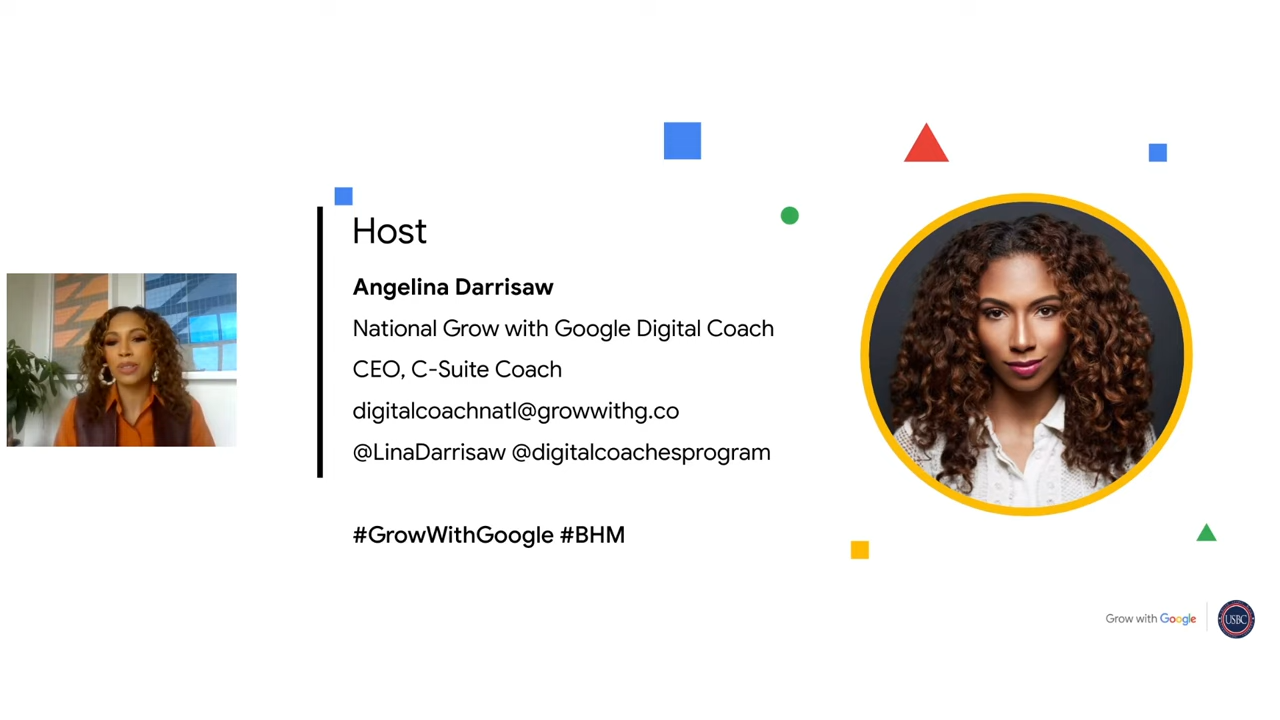 Host
Angelina Darrisaw
National Grow with Google Digital Coach
CEO, C-Suite Coach
digitalcoachnatl@growwithg.co
@LinaDarrisaw @digitalcoachesprogram
#GrowWithGoogle #BHM
Grow with Google
USBC